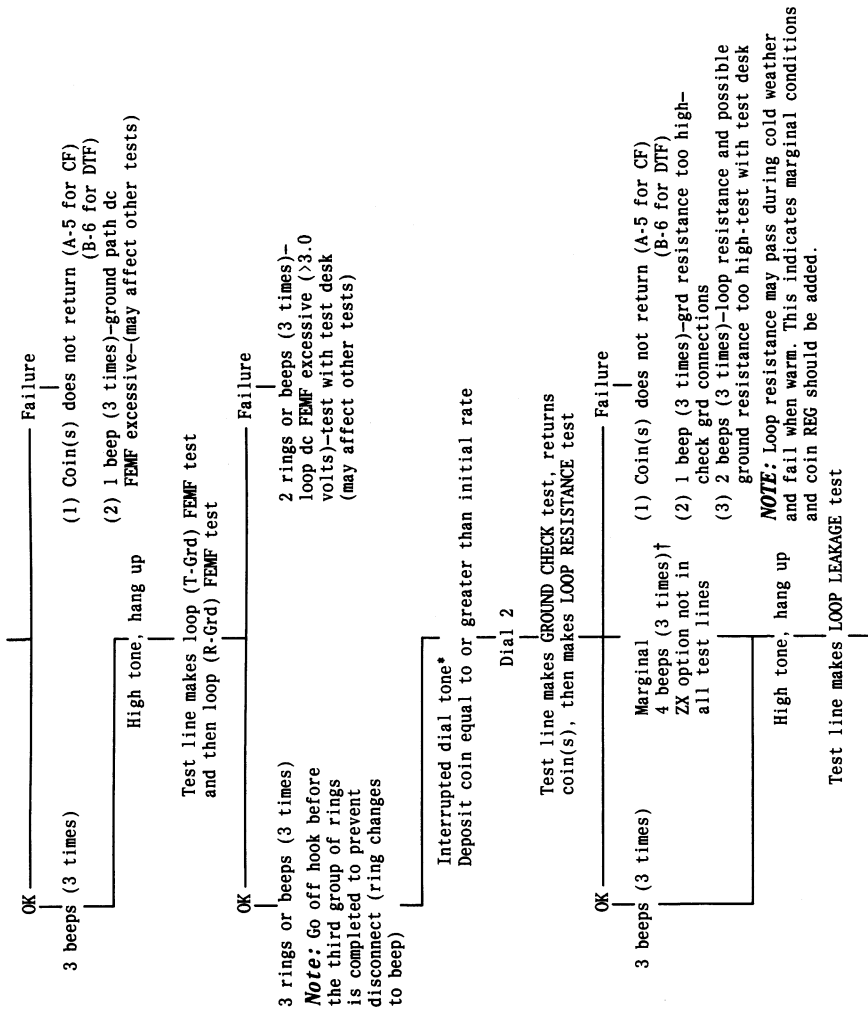 OK
Failure
3 beeps (3 times)
(1) Coin(s) does not return (A-5 for CF)
(B-6 for DTF)
(2) 1 beep (3 times)-ground path dc
FEMF excessive-(may affect other tests)
High tone, hang up
Test line makes loop (T-Grd) FEMF test
and then loop (R-Grd) FEMF test
OK
Failure
3 rings or beeps (3 times)
Note: Go off hook before
the third group of rings
is completed to prevent
disconnect (ring changes
to beep)
2 rings or beeps (3 times)-
loop dc FEMF excessive (>3.0
volts)-test with test desk
(may affect other tests)
Interrupted dial tone*
Deposit coin equal to or greater than initial rate
Dial 2
Test line makes GROUND CHECK test, returns
coin(s), then makes LOOP RESISTANCE test
OK
Failure
3 beeps (3 times)
Marginal
4 beeps (3 times)†
ZX option not in
all test lines
(1) Coin(s) does not return (A-5 for CF)
(B-6 for DTF)
(2) 1 beep (3 times)-grd resistance too high-
check grd connections
(3) 2 beeps (3 times)-loop resistance and possible
ground resistance too high-test with test desk
NOTE: Loop resistance may pass during cold weather
and fail when warm. This indicates marginal conditions
and coin REG should be added.
High tone, hang up
Test line makes LOOP LEAKAGE test